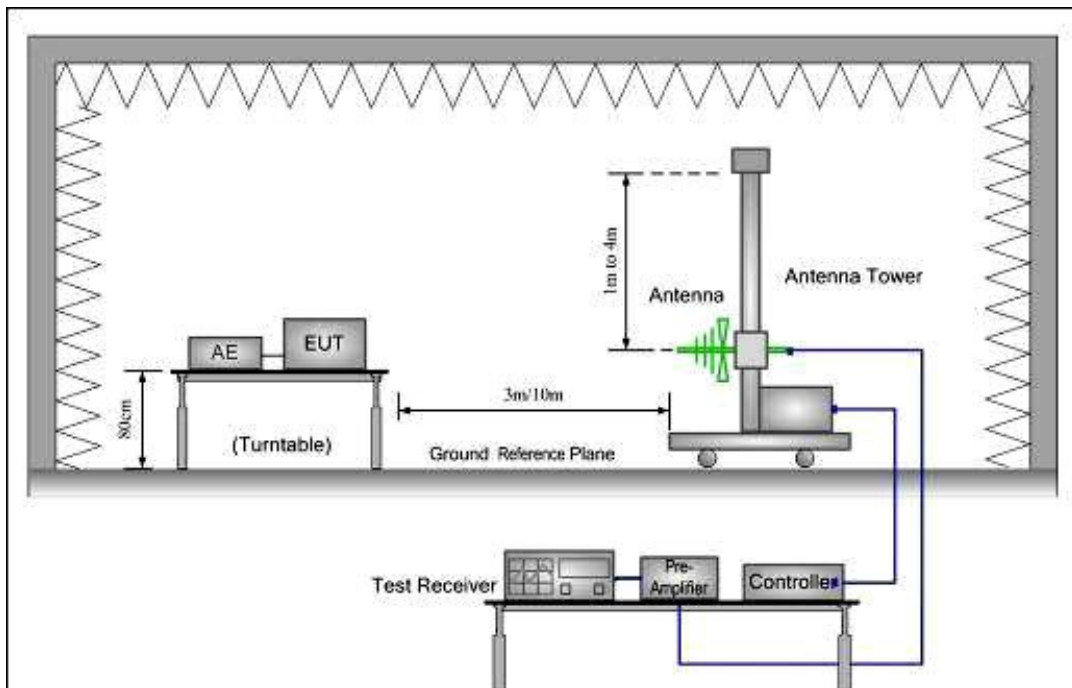 1m to 4m
Antenna Tower
Antenna
AE
EUT
80cm
3m/10m
(Turntable)
Ground Reference Plane
Test Receiver
Pre-
Amplifier
Controlle